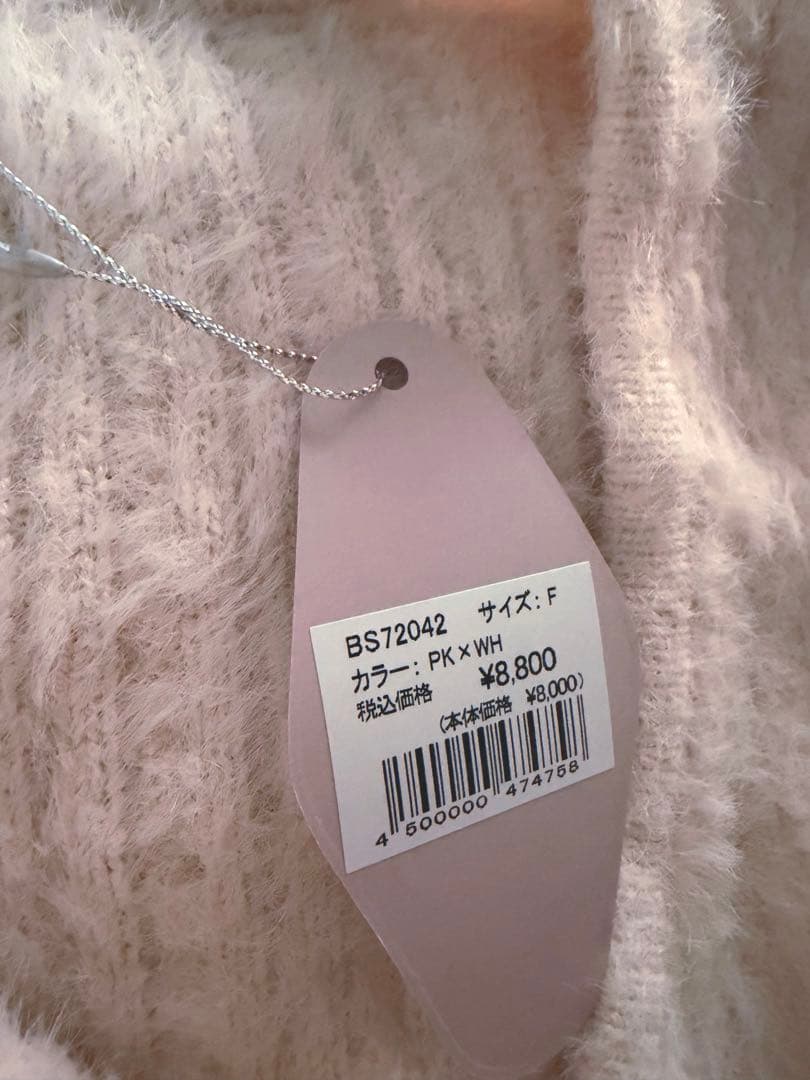 BS72042 サイズ: F
カラー: PK×WH
税込価格 ¥8,800
(本体価格 ¥8,000)
4 500000 474758